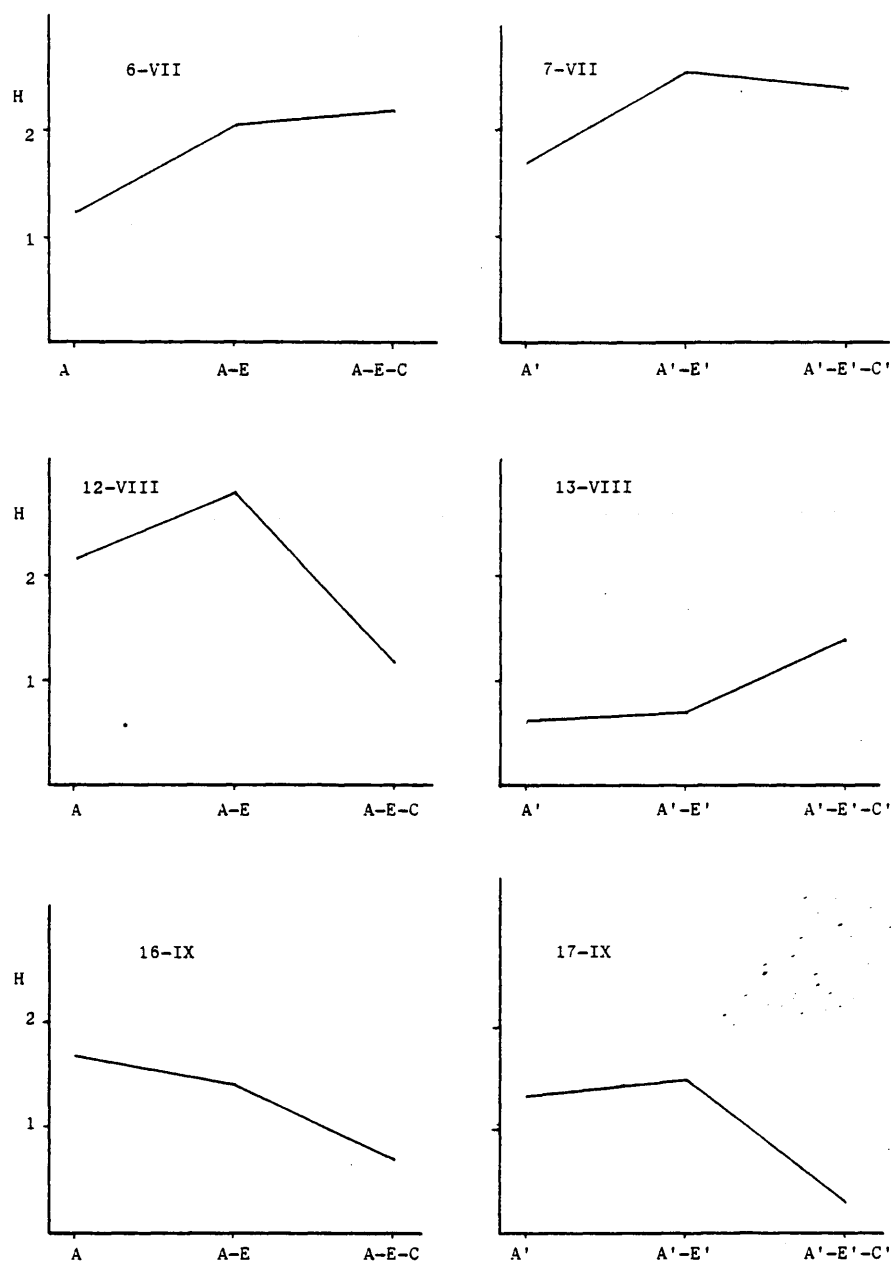 6-VII
7-VII
H
2
1
A
A-E
A-E-C
A'
A'-E'
A'-E'-C'
12-VIII
13-VIII
H
2
1
A
A-E
A-E-C
A'
A'-E'
A'-E'-C'
16-IX
17-IX
H
2
1
A
A-E
A-E-C
A'
A'-E'
A'-E'-C'